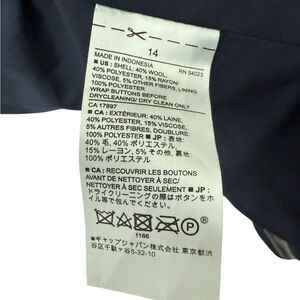 14
MADE IN INDONESIA
■ US : SHELL: 40% WOOL, RN 54023
40% POLYESTER, 15% RAYON/
VISCOSE, 5% OTHER FIBERS, LINING:
100% POLYESTER
WRAP BUTTONS BEFORE
DRYCLEANING/ DRY CLEAN ONLY
CA 17897
■ CA : EXTÉRIEUR: 40% LAINE,
40% POLYESTER, 15% VISCOSE,
5% AUTRES FIBRES, DOUBLURE:
100% POLYESTER ■ JP : 表地:
40% 毛, 40% ポリエステル,
15% レーヨン, 5% その他, 裏地:
100% ポリエステル
■ CA : RECOUVRIR LES BOUTONS
AVANT DE NETTOYER À SEC/
NETTOYER À SEC SEULEMENT ■ JP :
ドライクリーニングの際はボタンをホ
イル等で包んでください
P
1166
■ギャップジャパン株式会社 東京都渋
谷区千駄ヶ谷5-32-10